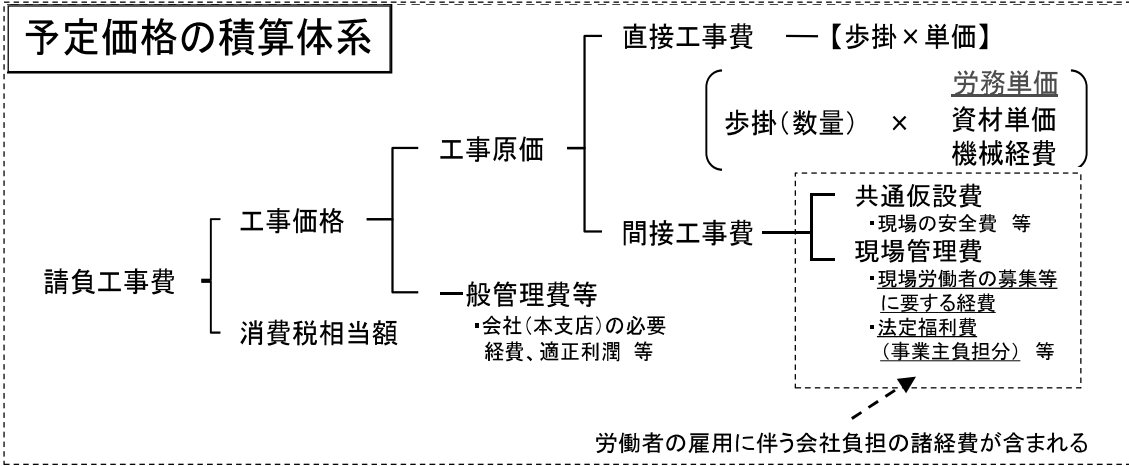 予定価格の積算体系
直接工事費 ― 【歩掛×単価】
歩掛（数量） × 労務単価
資材単価
機械経費
工事原価
共通仮設費
・現場の安全費 等
工事価格
間接工事費
現場管理費
・現場労働者の募集等
に要する経費
・法定福利費
（事業主負担分） 等
請負工事費
一般管理費等
・会社（本支店）の必要
経費、適正利潤 等
消費税相当額
労働者の雇用に伴う会社負担の諸経費が含まれる